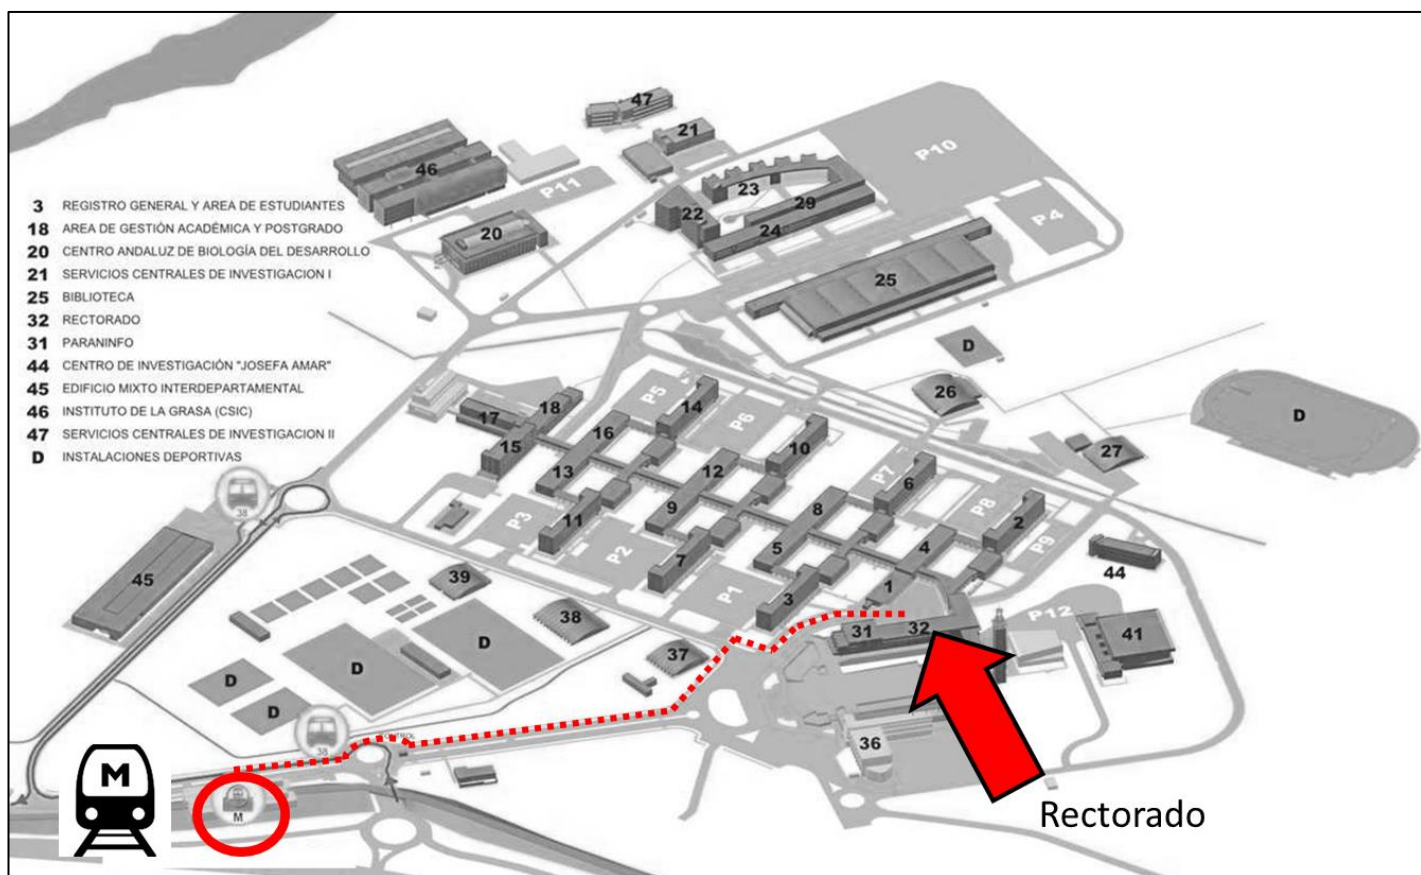 47
21
46
P10
P11
23
29
22
P4
20
24
25
3 REGISTRO GENERAL Y AREA DE ESTUDIANTES
18 AREA DE GESTIÓN ACADÉMICA Y POSTGRADO
20 CENTRO ANDALUZ DE BIOLOGÍA DEL DESARROLLO
21 SERVICIOS CENTRALES DE INVESTIGACION I
25 BIBLIOTECA
32 RECTORADO
31 PARANINFO
44 CENTRO DE INVESTIGACIÓN "JOSEFA AMAR"
45 EDIFICIO MIXTO INTERDEPARTAMENTAL
46 INSTITUTO DE LA GRASA (CSIC)
47 SERVICIOS CENTRALES DE INVESTIGACION II
D INSTALACIONES DEPORTIVAS
D
26
P5
14
18
17
P6
D
16
15
10
27
13
12
P7
6
38
P3
9
8
P8
2
11
4
P9
P2
5
7
44
45
39
1
P1
3
P12
38
31
32
41
D
37
D
D
D
38
CONTROL
36
M
M
Rectorado